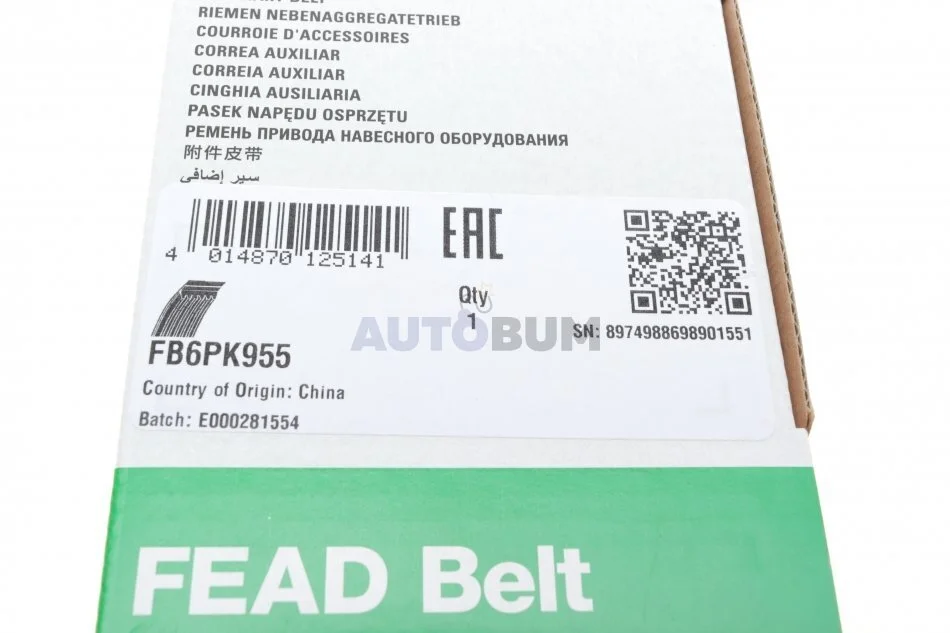 RIEMEN NEBENAGGREGATETRIEB
COURROIE D'ACCESSOIRES
CORREA AUXILIAR
CORREIA AUXILIAR
CINGHIA AUSILIARIA
PASEK NAPĘDU OSPRZĘTU
РЕМЕНЬ ПРИВОДА НАВЕСНОГО ОБОРУДОВАНИЯ
附件皮带
سير إضافي
4 014870 125141
EAC
Qty
1
SN: 8974988698901551
AUTOBUM
FB6PK955
Country of Origin: China
Batch: E000281554
FEAD Belt